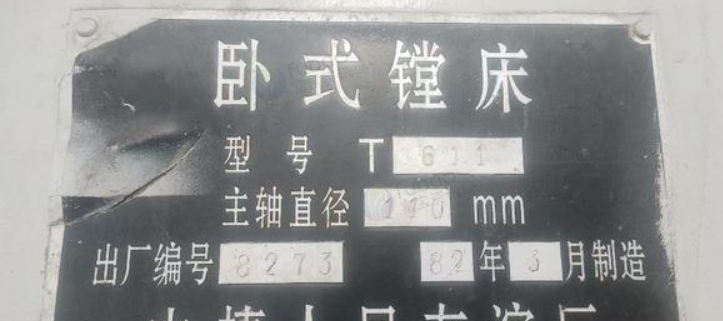 卧式镗床
型号 T 611
主轴直径 110 mm
出厂编号 8273 82年3月制造